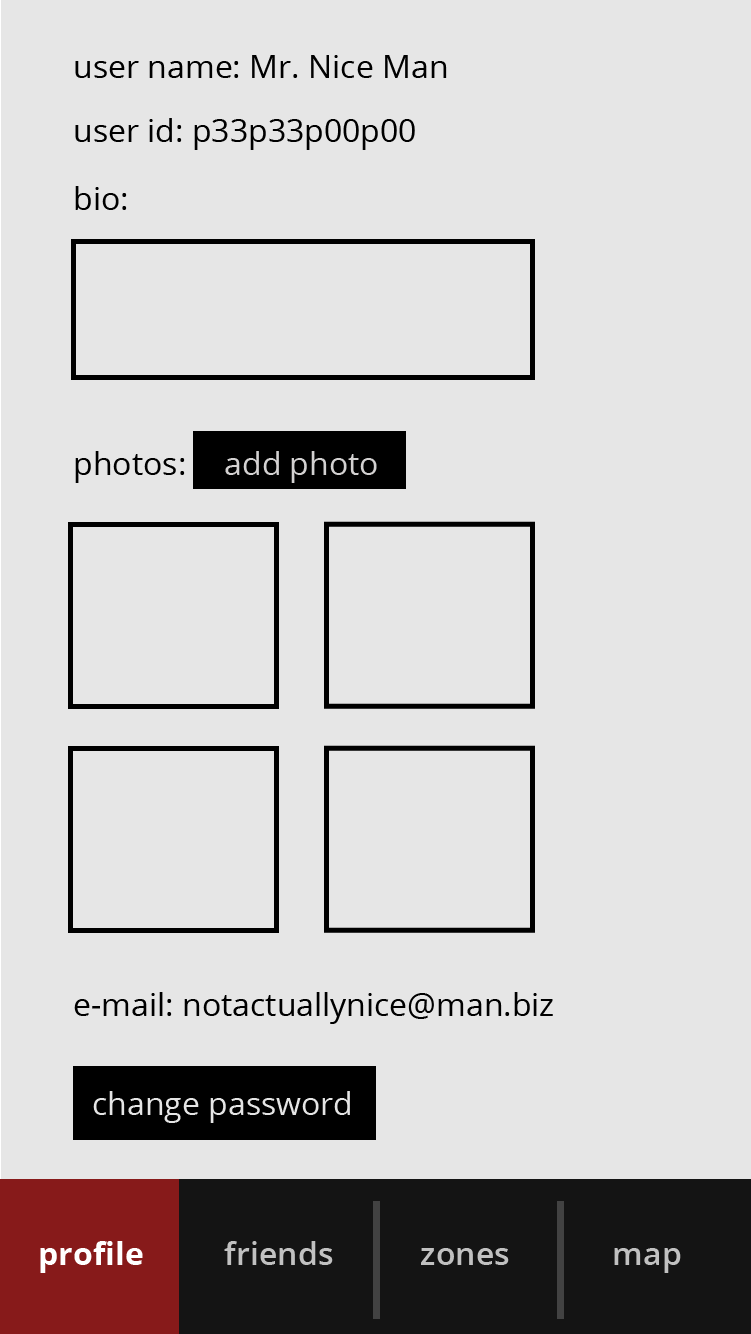 user name: Mr. Nice Man
user id: p33p33p00p00
bio:
photos: add photo
e-mail: notactuallynice@man.biz
change password
profile friends zones map